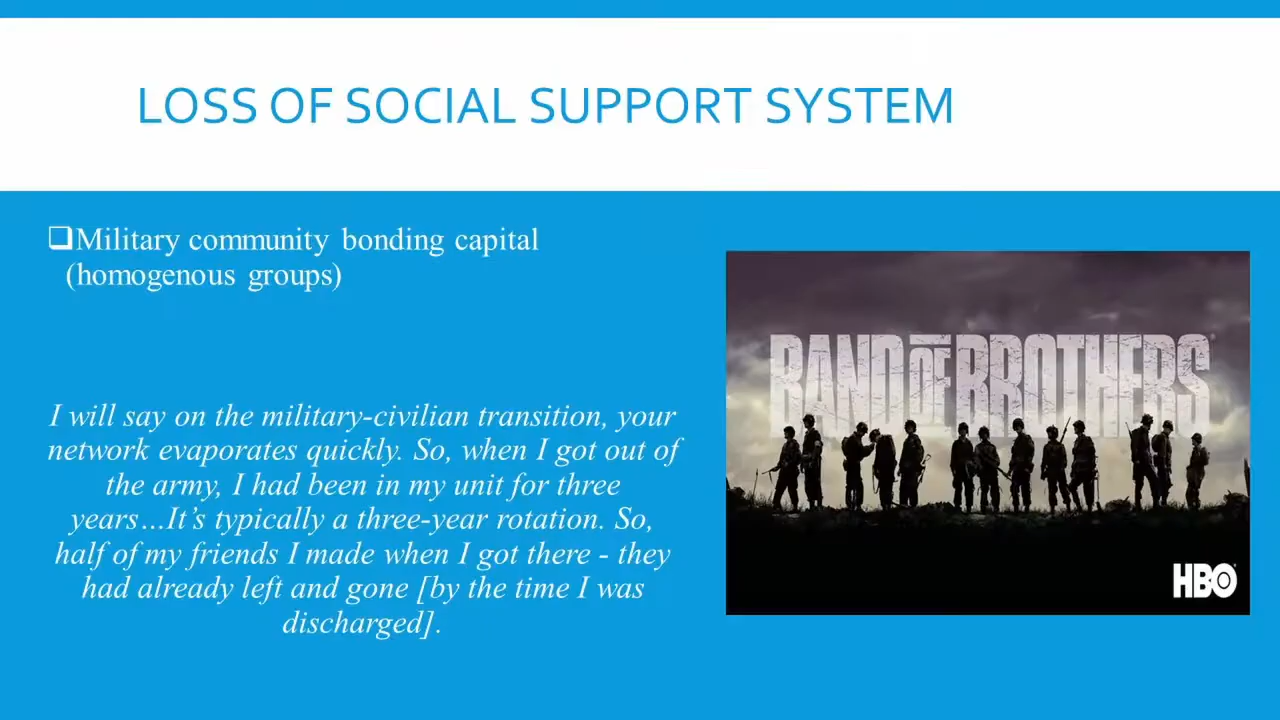 LOSS OF SOCIAL SUPPORT SYSTEM
❑Military community bonding capital
(homogenous groups)
I will say on the military-civilian transition, your
network evaporates quickly. So, when I got out of
the army, I had been in my unit for three
years…It’s typically a three-year rotation. So,
half of my friends I made when I got there - they
had already left and gone [by the time I was
discharged].
BAND OF BROTHERS
HBO